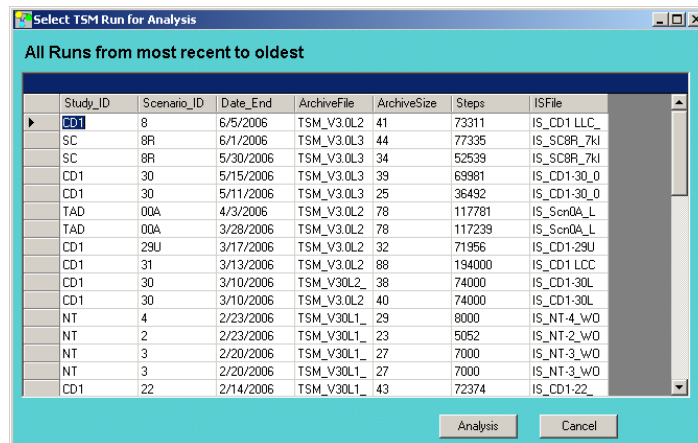 Select TSM Run for Analysis
All Runs from most recent to oldest
Study_ID Scenario_ID Date_End ArchiveFile ArchiveSize Steps ISFile
CD1 8 6/5/2006 TSM_V3.0L2 41 73311 IS_CD1 LLC_
SC 8R 6/1/2006 TSM_V3.0L3 44 77335 IS_SC8R_7kl
SC 8R 5/30/2006 TSM_V3.0L3 34 52539 IS_SC8R_7kl
CD1 30 5/15/2006 TSM_V3.0L3 39 69981 IS_CD1-30_0
CD1 30 5/11/2006 TSM_V3.0L3 25 36492 IS_CD1-30_0
TAD 00A 4/3/2006 TSM_V3.0L2 78 117781 IS_Scn0A_L
TAD 00A 3/28/2006 TSM_V3.0L2 78 117239 IS_Scn0A_L
CD1 29U 3/17/2006 TSM_V3.0L2 32 71956 IS_CD1-29U
CD1 31 3/13/2006 TSM_V3.0L2 88 194000 IS_CD1 LCC
CD1 30 3/10/2006 TSM_V30L2_ 38 74000 IS_CD1-30L
CD1 30 3/10/2006 TSM_V3.0L2 40 74000 IS_CD1-30L
NT 4 2/23/2006 TSM_V30L1_ 29 8000 IS_NT-4_WO
NT 2 2/23/2006 TSM_V30L1_ 23 5052 IS_NT-2_WO
NT 3 2/20/2006 TSM_V30L1_ 27 7000 IS_NT-3_WO
NT 3 2/20/2006 TSM_V30L1_ 27 7000 IS_NT-3_WO
CD1 22 2/14/2006 TSM_V30L1_ 43 72374 IS_CD1-22_
Analysis Cancel